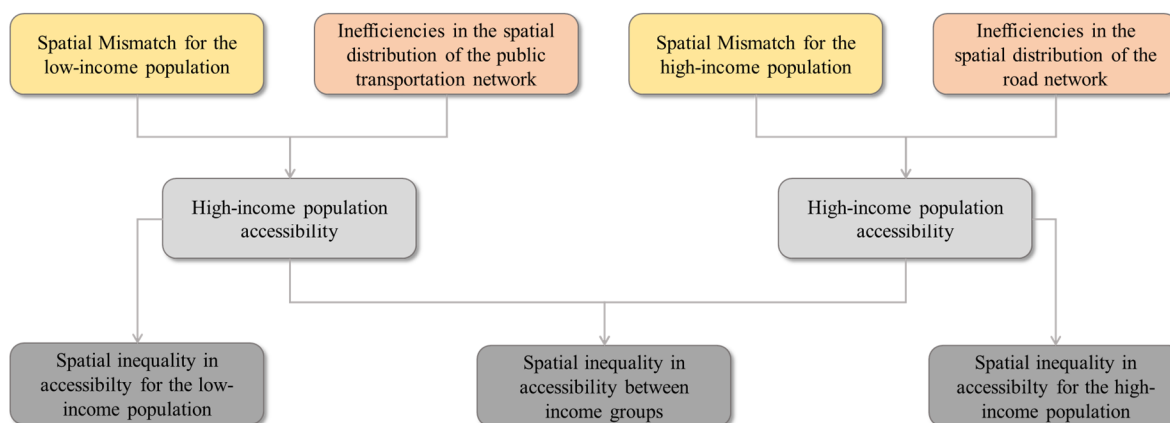 Spatial Mismatch for the
low-income population
Inefficiencies in the spatial
distribution of the public
transportation network
Spatial Mismatch for the
high-income population
Inefficiencies in the
spatial distribution of the
road network
High-income population
accessibility
High-income population
accessibility
Spatial inequality in
accessibilty for the low-
income population
Spatial inequality in
accessibility between
income groups
Spatial inequality in
accessibilty for the high-
income population